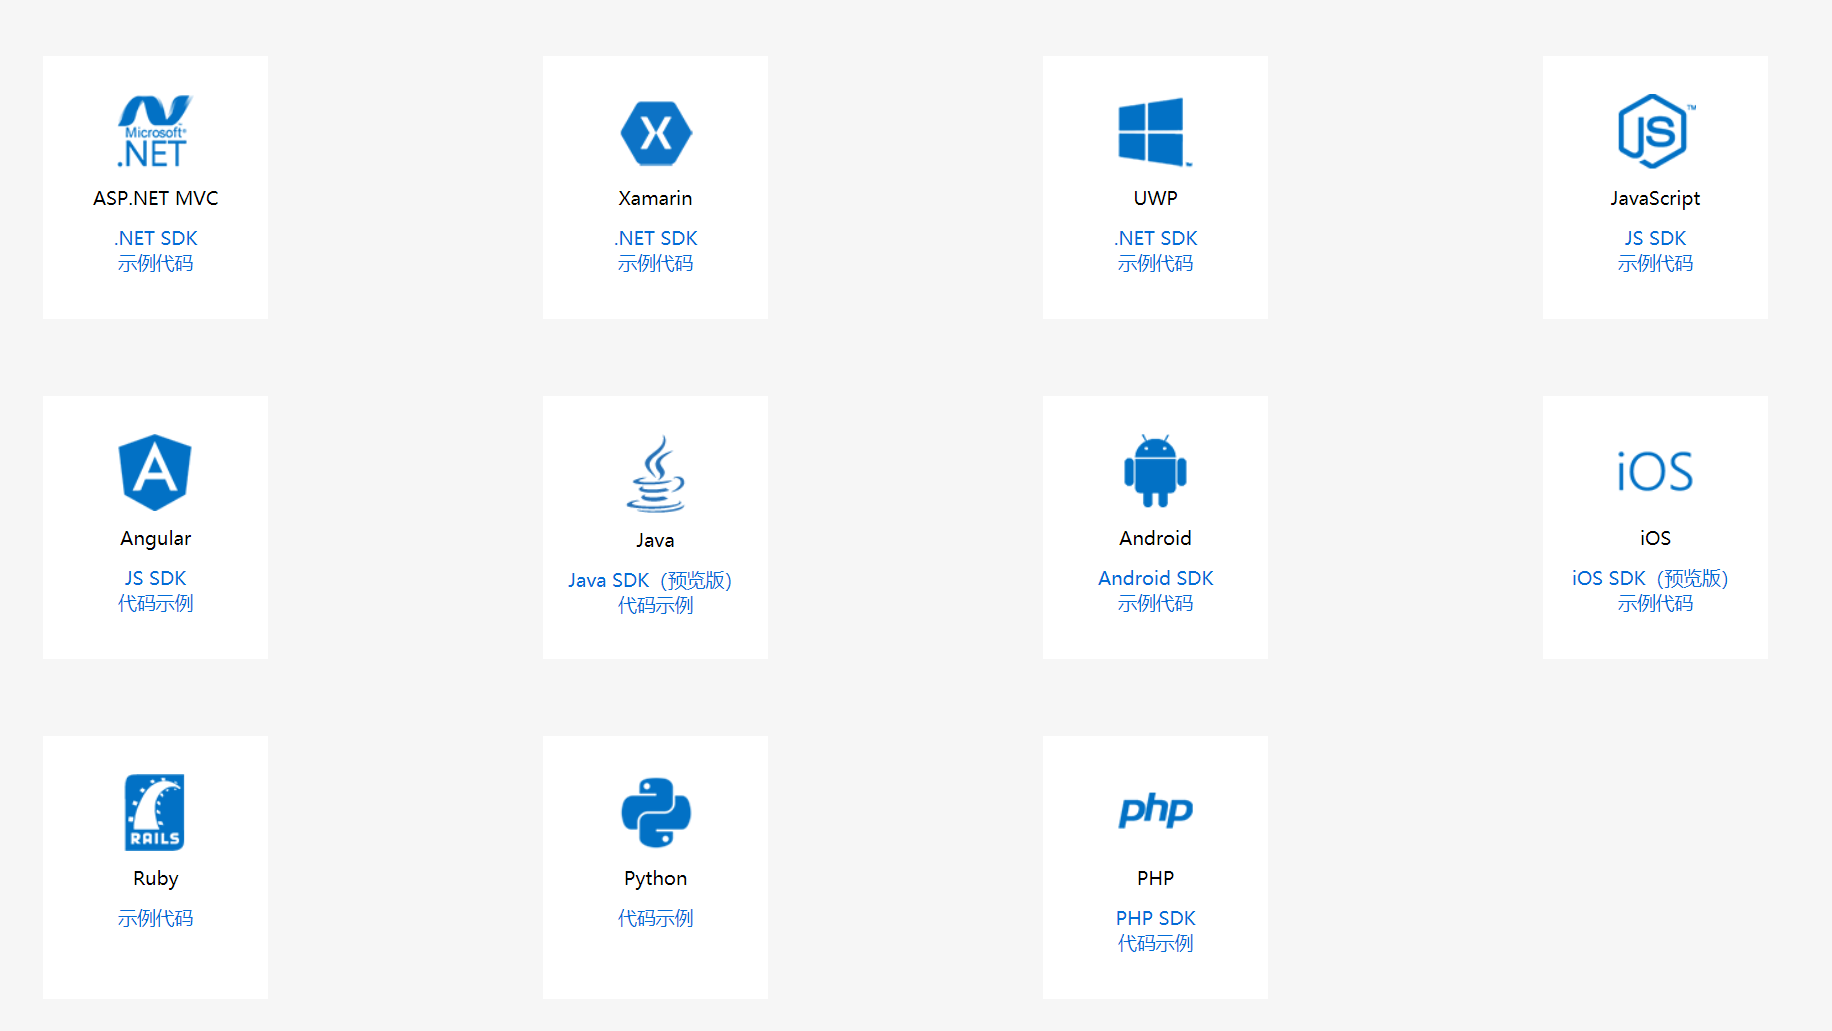 Microsoft®
.NET
ASP.NET MVC
.NET SDK
示例代码
X
Xamarin
.NET SDK
示例代码
UWP
.NET SDK
示例代码
JS™
JavaScript
JS SDK
示例代码
A
Angular
JS SDK
代码示例
Java
Java SDK（预览版）
代码示例
Android
Android SDK
示例代码
iOS
iOS
iOS SDK（预览版）
示例代码
RAILS
Ruby
示例代码
Python
代码示例
php
PHP
PHP SDK
代码示例